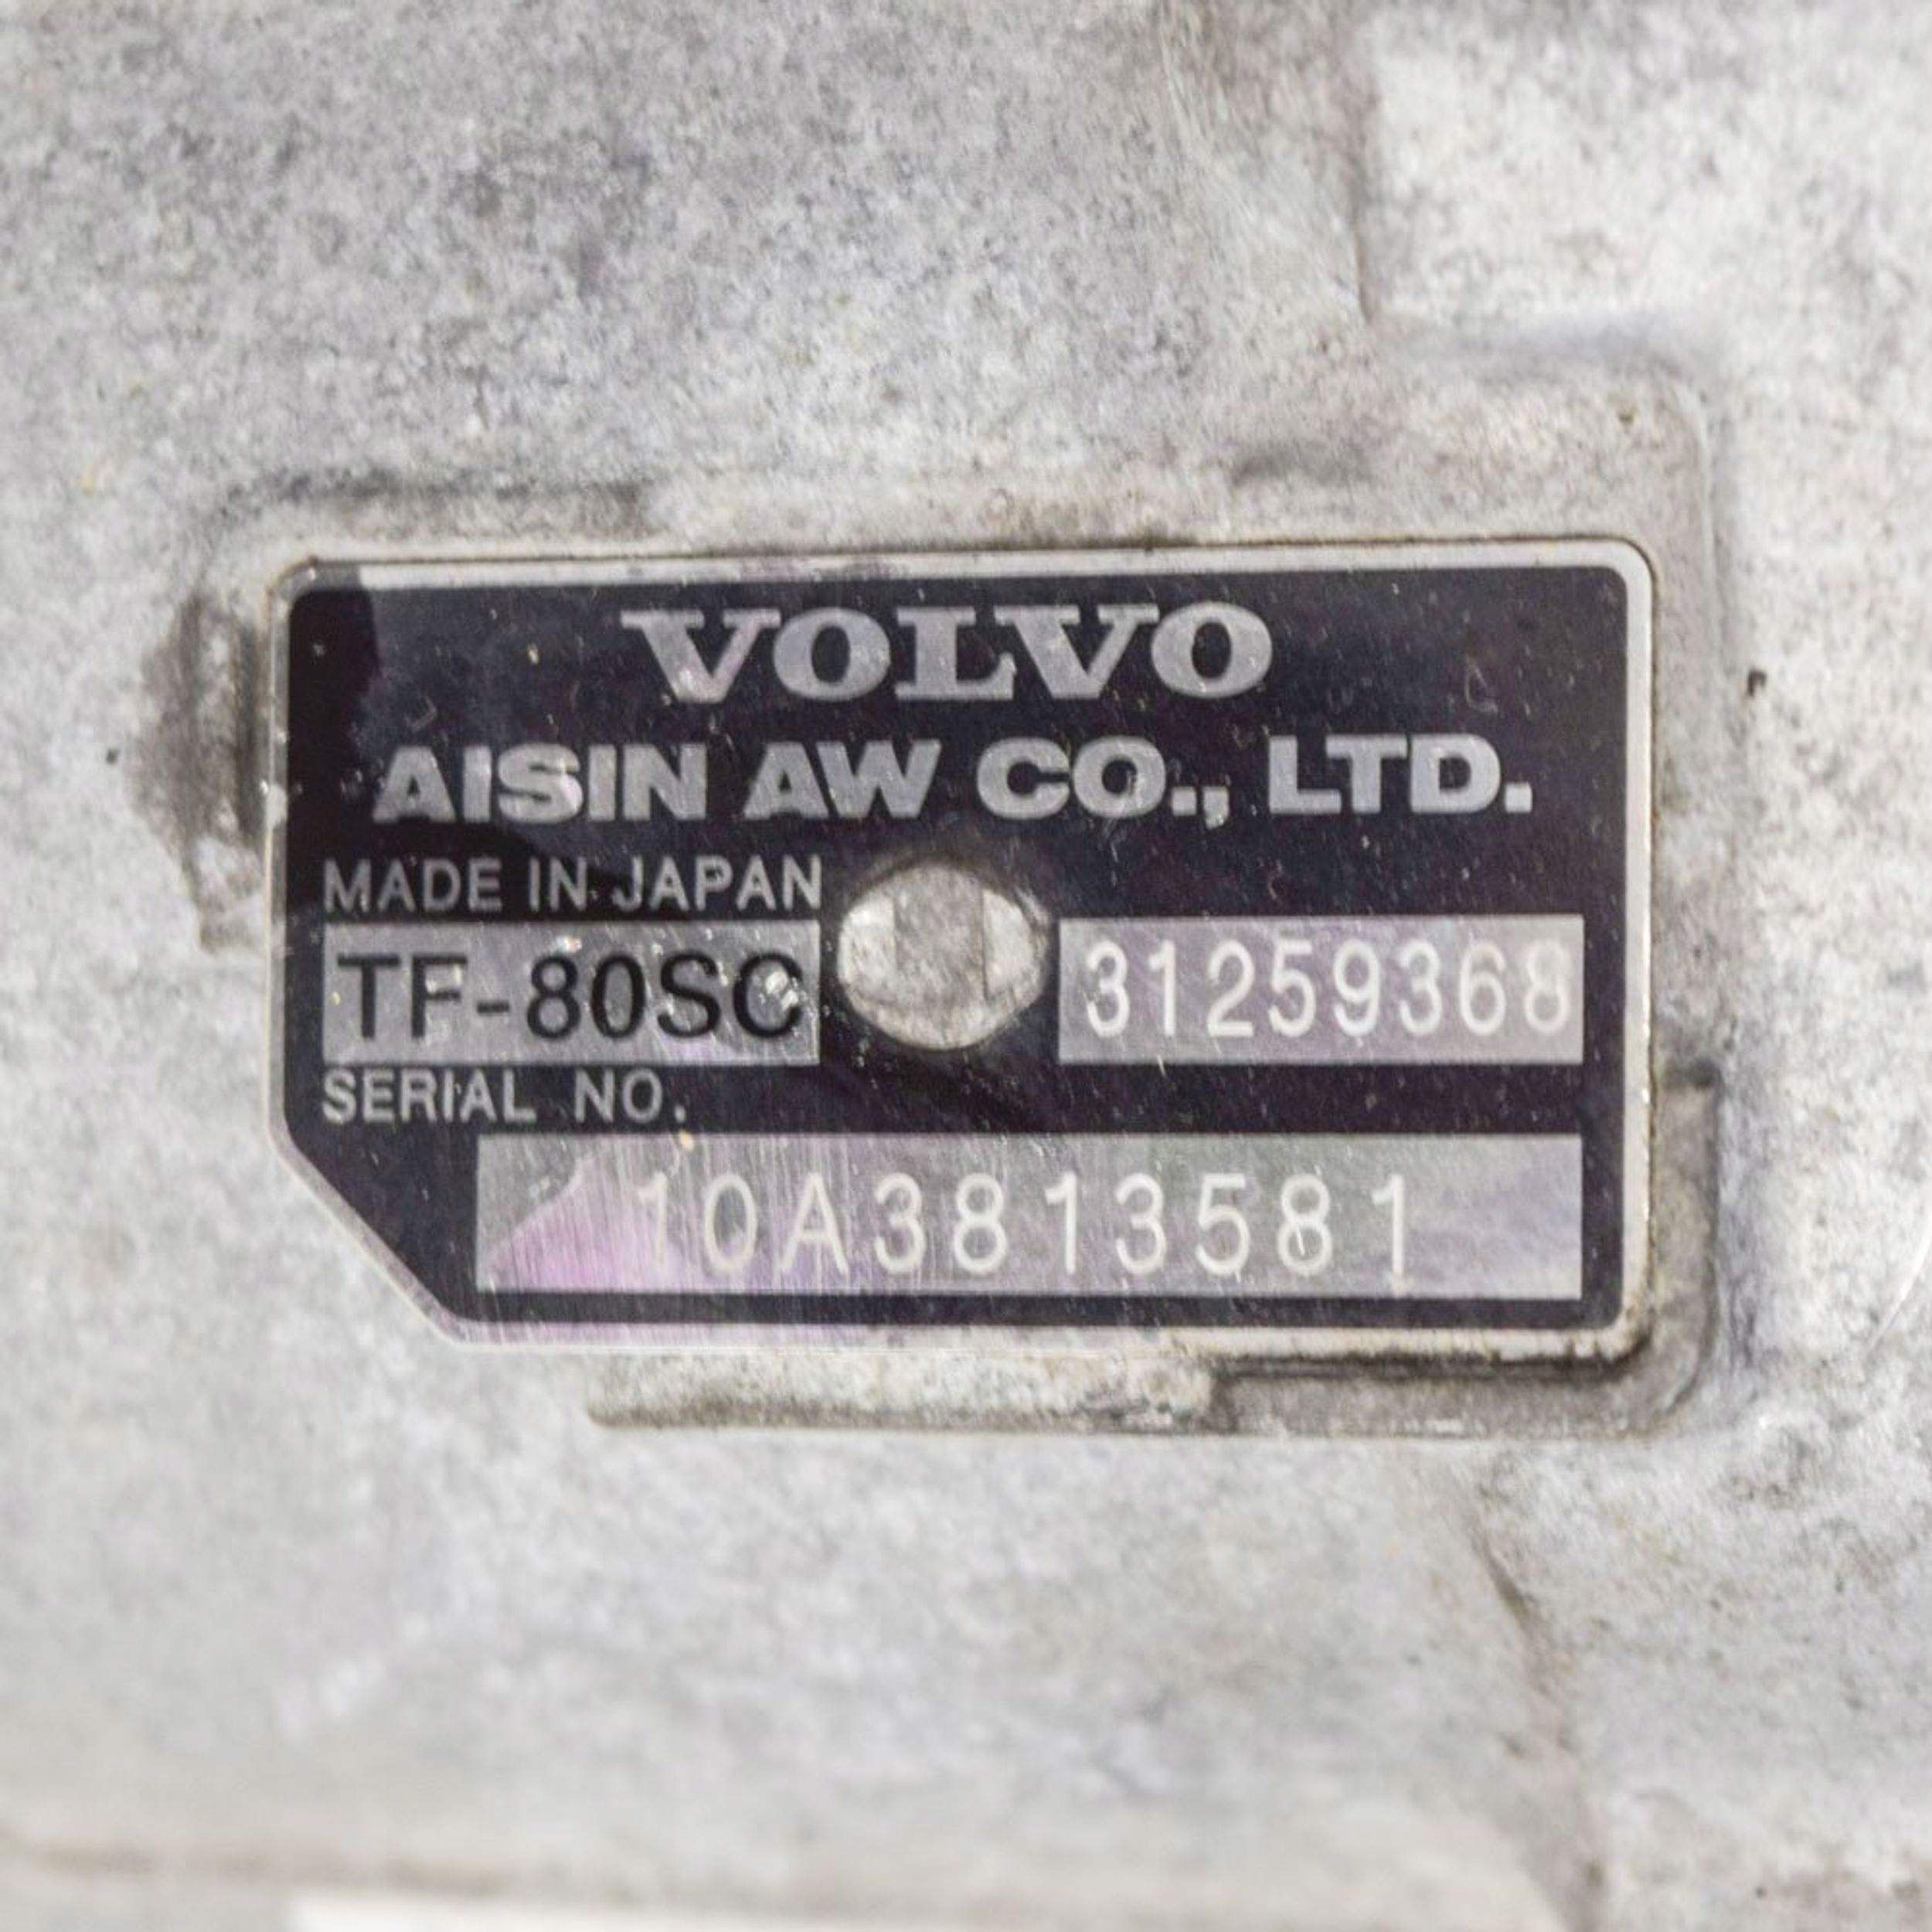 VOLVO
AISIN AW CO., LTD.
MADE IN JAPAN
TF-80SC 31259368
SERIAL NO.
10A3813581